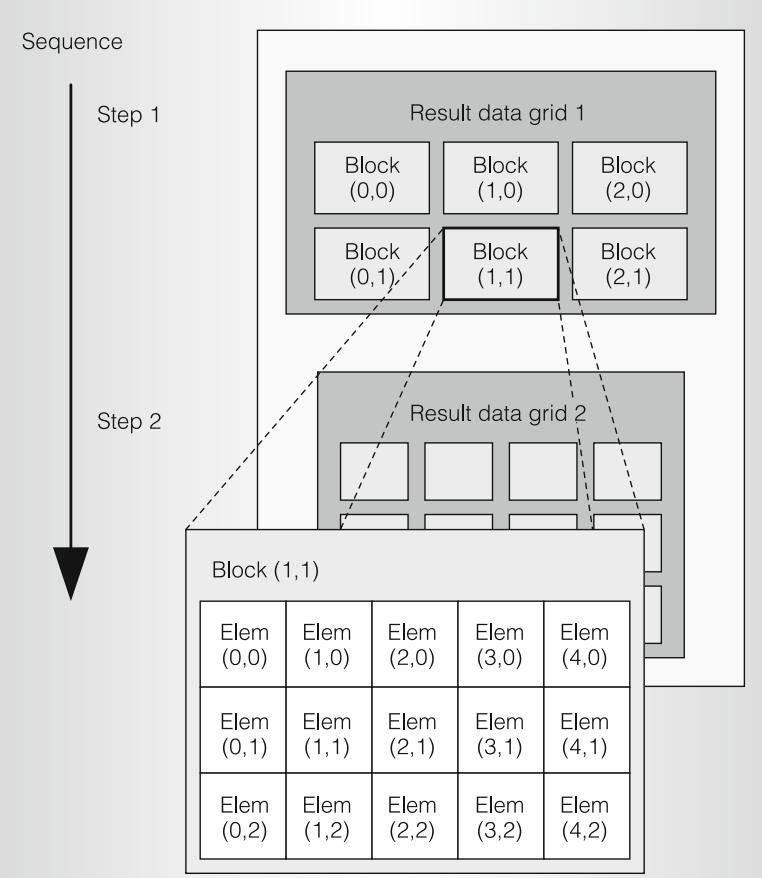 Sequence
Step 1
Result data grid 1
Block Block Block
(0,0) (1,0) (2,0)
Block Block Block
(0,1) (1,1) (2,1)
Step 2
Result data grid 2
Block (1,1)
Elem Elem Elem Elem Elem
(0,0) (1,0) (2,0) (3,0) (4,0)
Elem Elem Elem Elem Elem
(0,1) (1,1) (2,1) (3,1) (4,1)
Elem Elem Elem Elem Elem
(0,2) (1,2) (2,2) (3,2) (4,2)